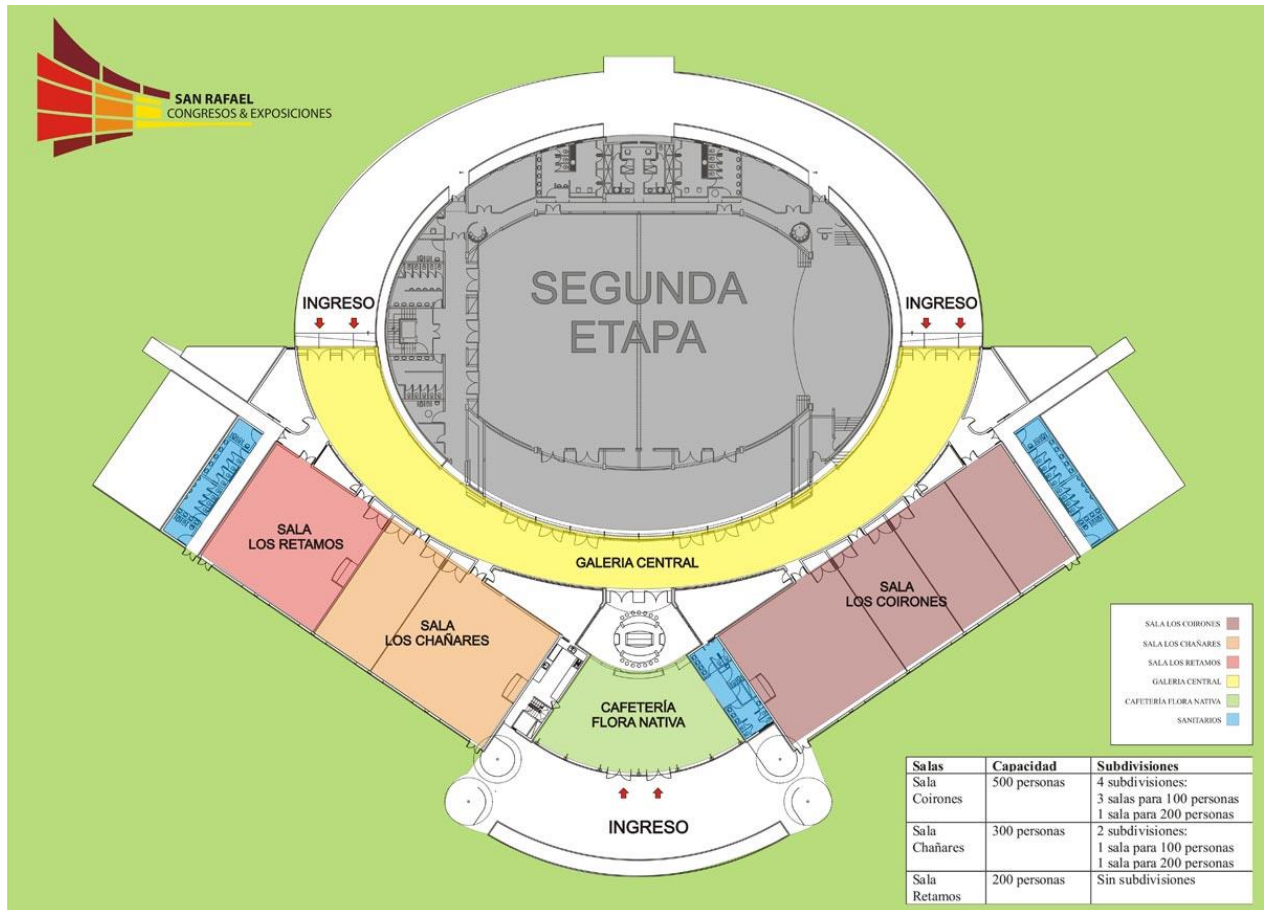 SAN RAFAEL
CONGRESOS & EXPOSICIONES
SEGUNDA
ETAPA
INGRESO
INGRESO
SALA
LOS RETAMOS
GALERIA CENTRAL
SALA
LOS COIRONES
SALA
LOS CHAÑARES
CAFETERÍA
FLORA NATIVA
INGRESO
SALA LOS COIRONES
SALA LOS CHAÑARES
SALA LOS RETAMOS
GALERIA CENTRAL
CAFETERÍA FLORA NATIVA
SANITARIOS
Salas Capacidad Subdivisiones
Sala 500 personas 4 subdivisiones:
Coirones 3 salas para 100 personas
1 sala para 200 personas
Sala 300 personas 2 subdivisiones:
Chañares 1 sala para 100 personas
1 sala para 200 personas
Sala 200 personas Sin subdivisiones
Retamos